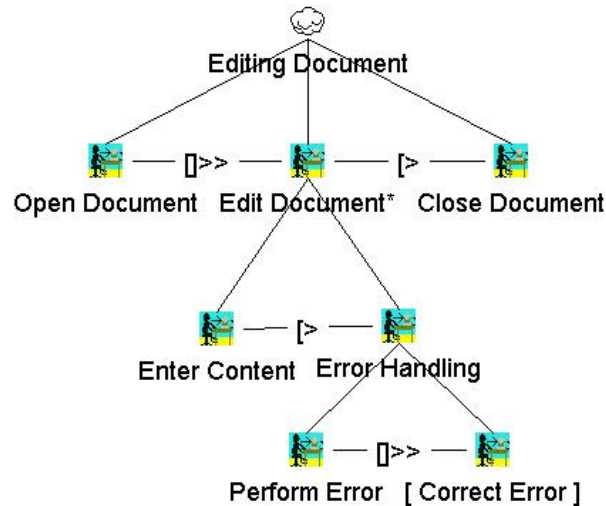 Editing Document
[]>> [>
Open Document Edit Document* Close Document
[>
Enter Content Error Handling
[]>>
Perform Error [ Correct Error ]